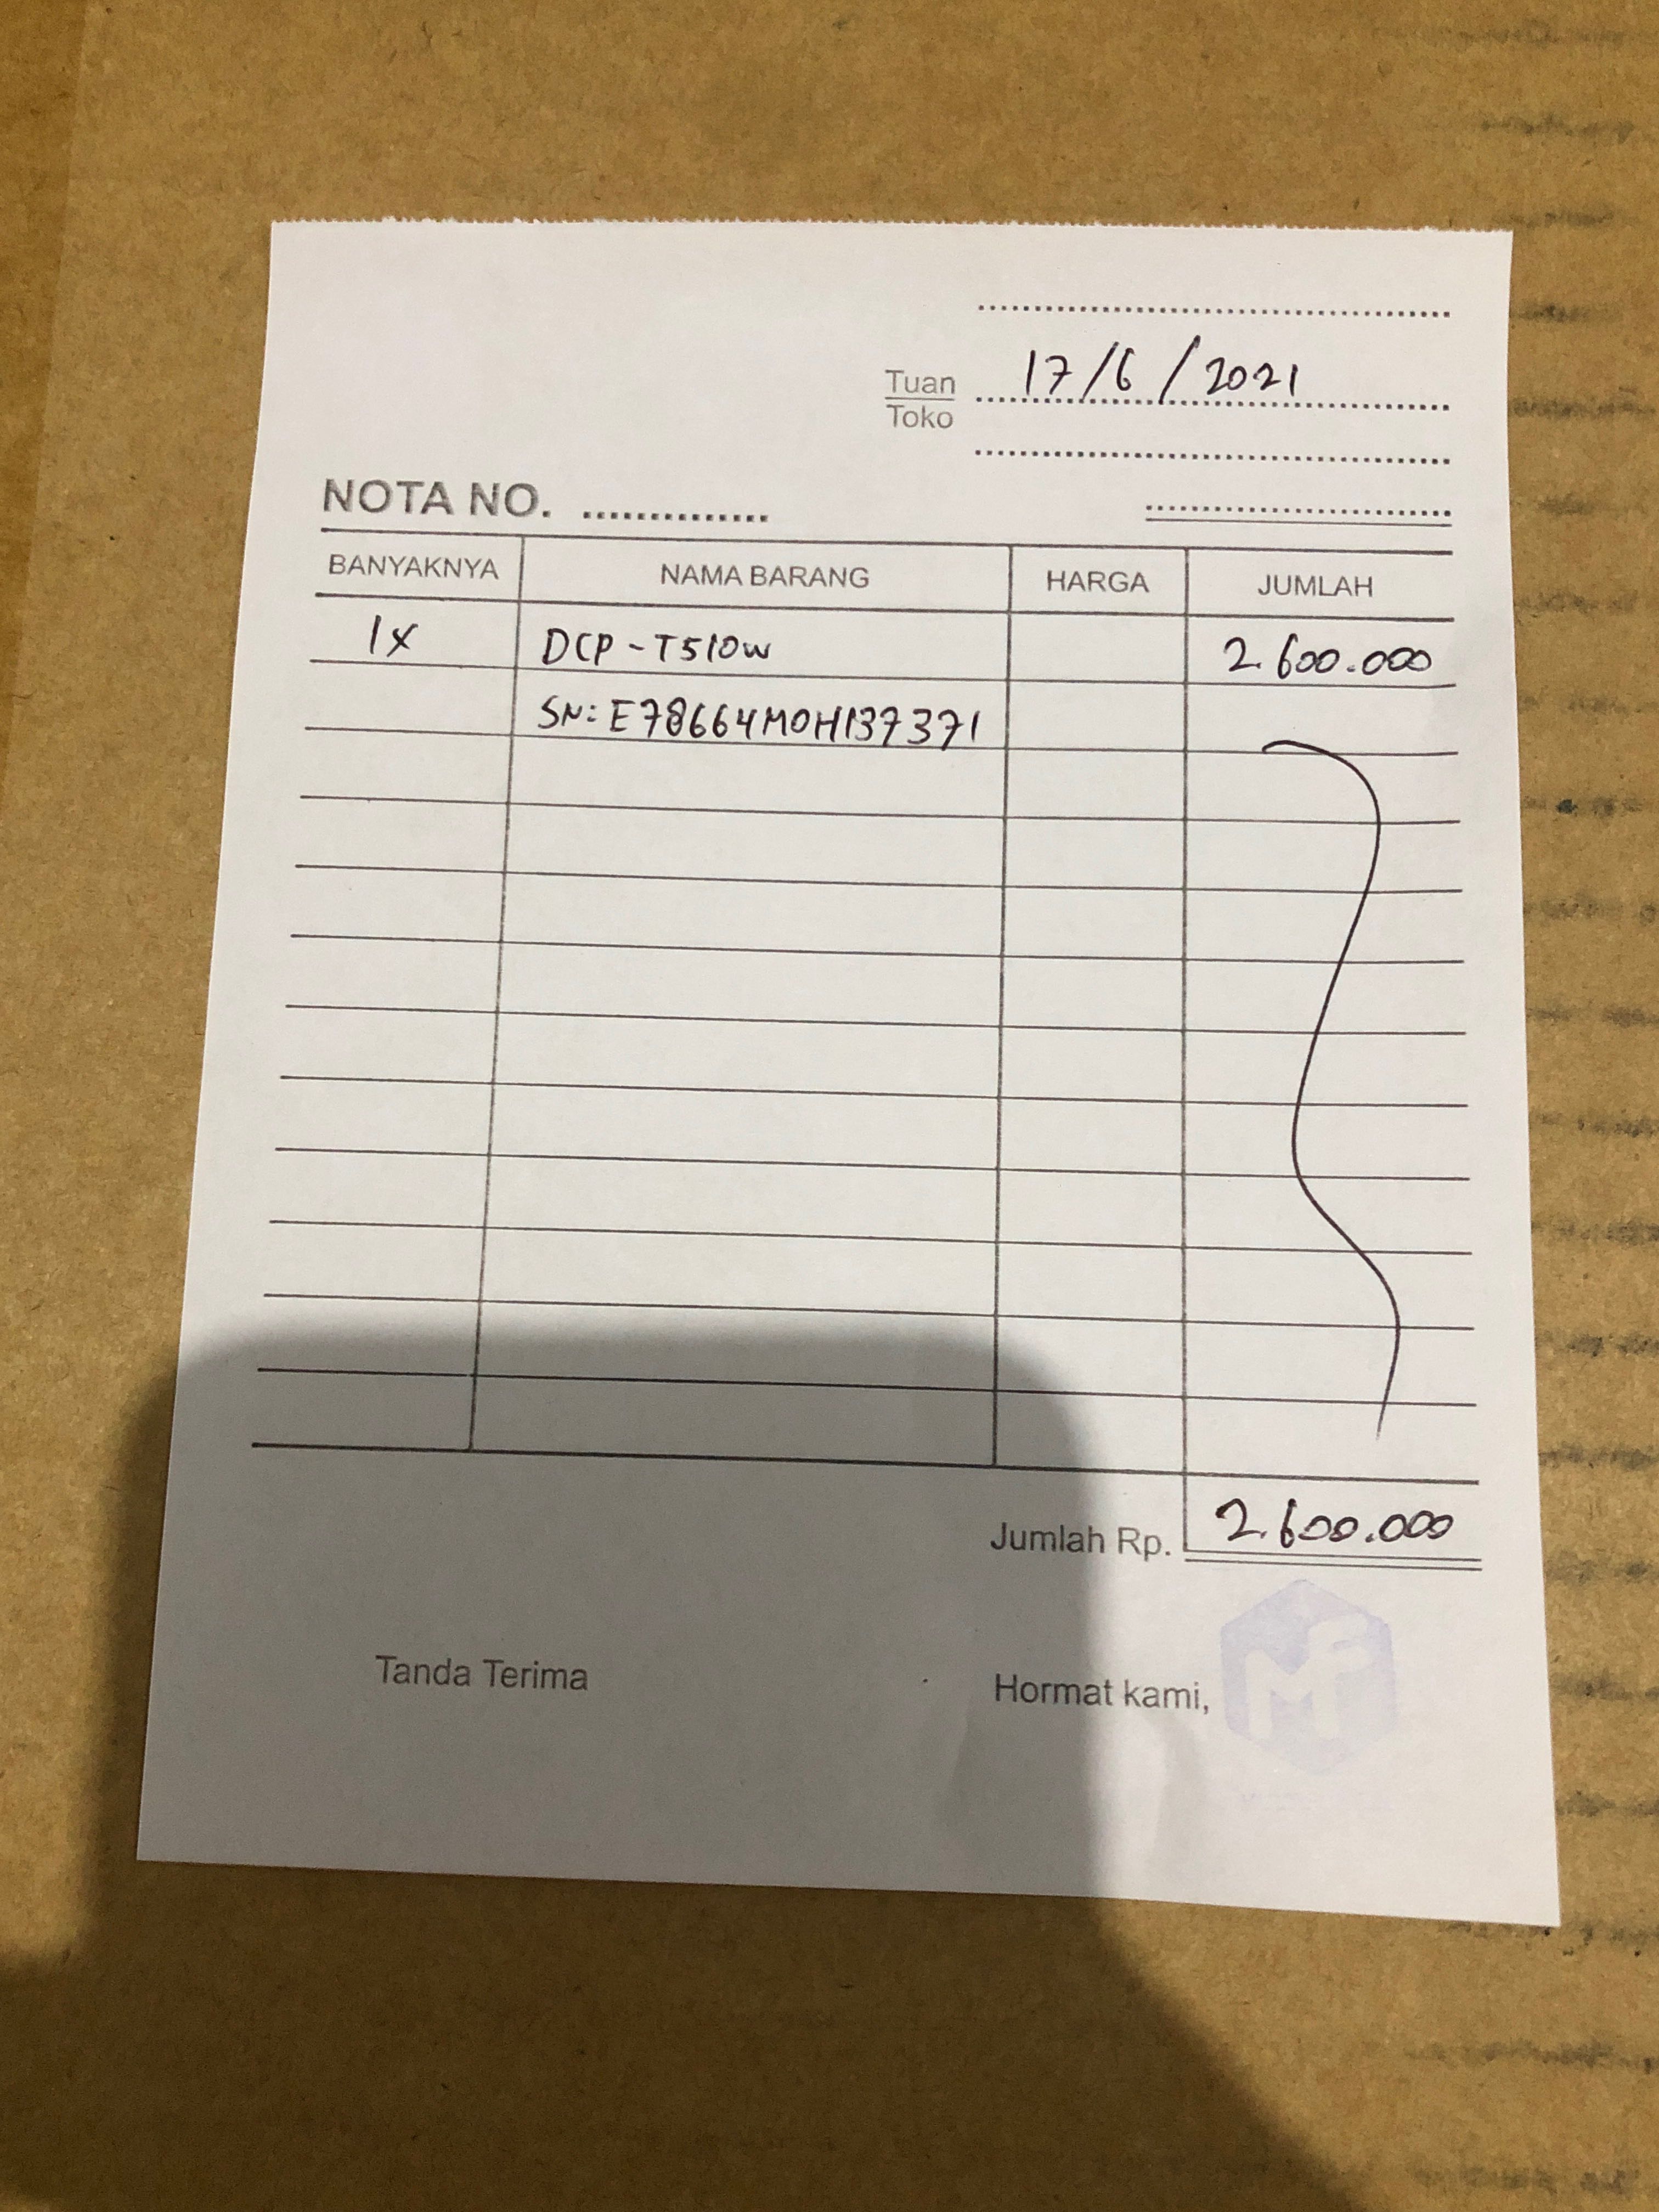 17/6/2021
Tuan
Toko
NOTA NO.
BANYAKNYA NAMA BARANG HARGA JUMLAH
1x DCP-T510W 2.600.000
SN: E78664M0H137371
Jumlah Rp. 2.600.000
Tanda Terima Hormat kami,
MF